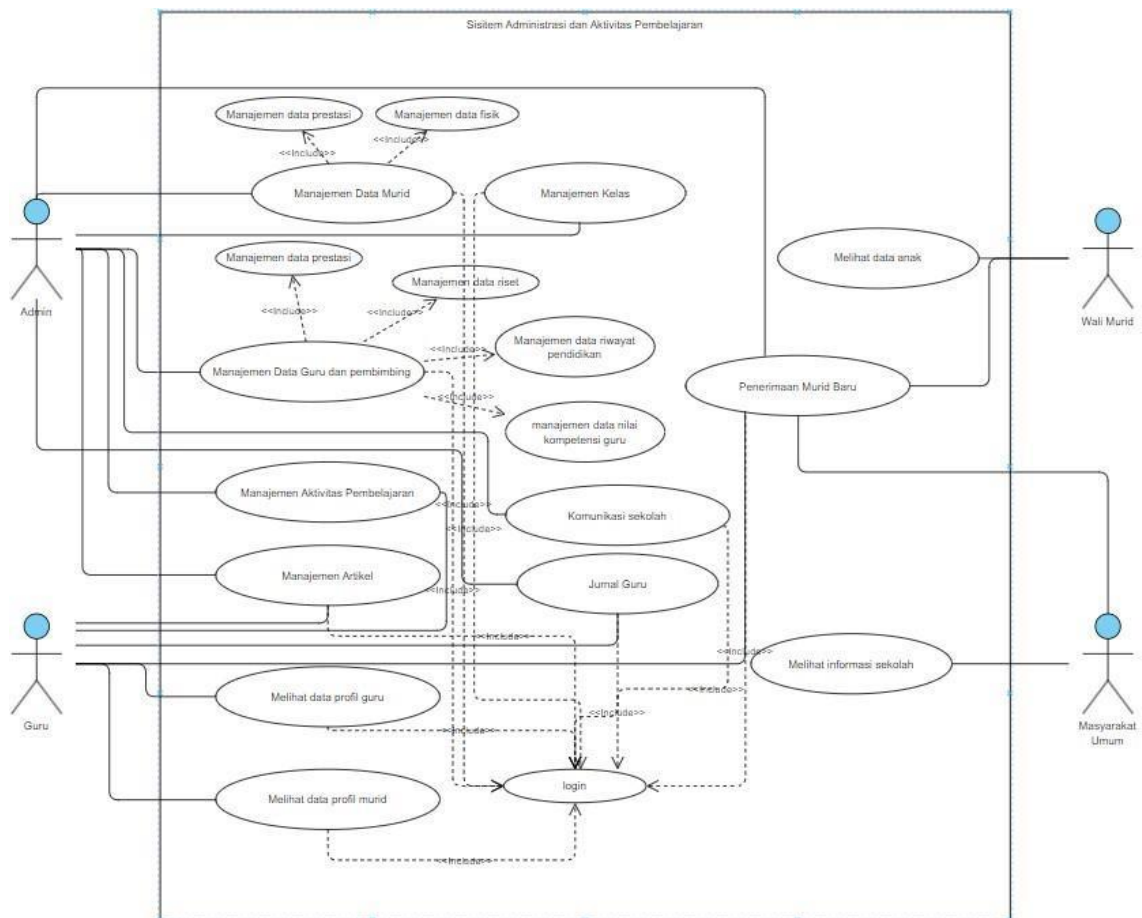 Sisitem Administrasi dan Aktivitas Pembelajaran
Manajemen data prestasi
Manajemen data fisik
<<Include>>
<<Include>>
Manajemen Data Murid
Manajemen Kelas
Admin
Manajemen data prestasi
Manajemen data riset
<<Include>>
<<Include>>
Melihat data anak
Wali Murid
Manajemen data riwayat
pendidikan
<<Include>>
Manajemen Data Guru dan pembimbing
Penerimaan Murid Baru
<<Include>>
manajemen data nilai
kompetensi guru
Manajemen Aktivitas Pembelajaran
<<Include>>
Komunikasi sekolah
<<Include>>
Manajemen Artikel
Jurnal Guru
<<Include>>
<<Include>>
Guru
<<Include>>
Melihat informasi sekolah
Masyarakat
Umum
Melihat data profil guru
<<Include>>
<<Include>>
<<Include>>
Melihat data profil murid
login
<<Include>>